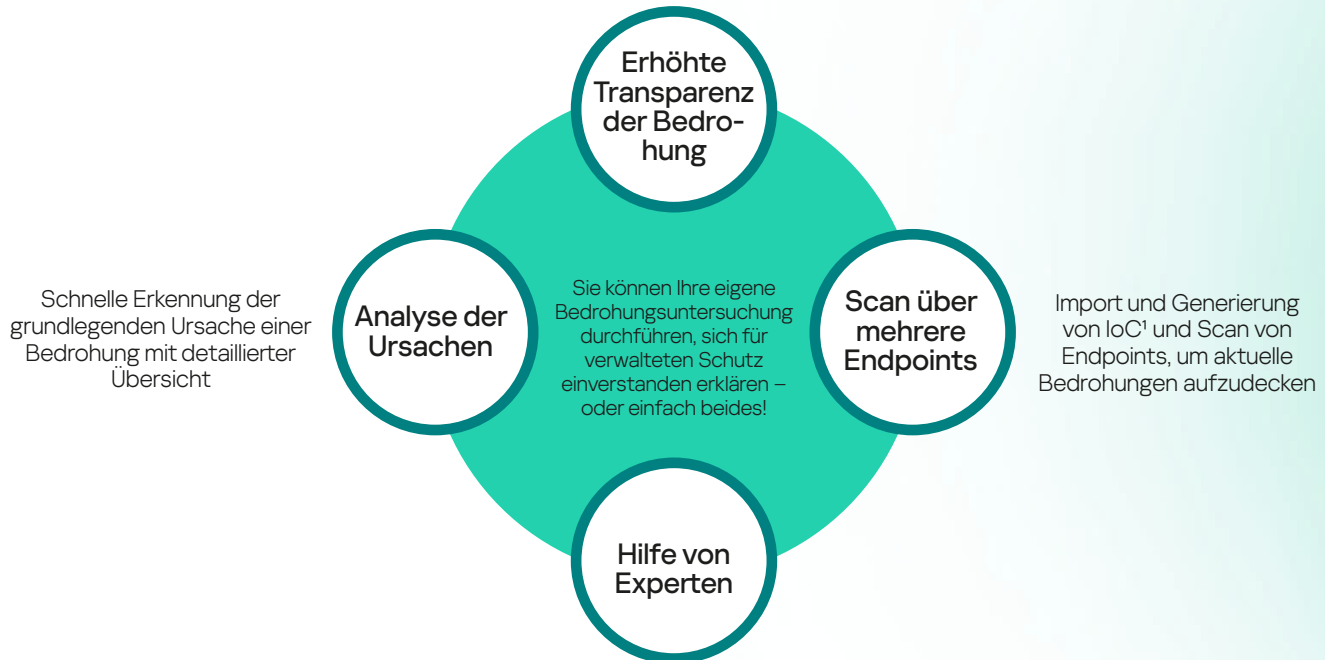 Erhöhte
Transparenz
der Bedro-
hung
Schnelle Erkennung der
grundlegenden Ursache einer
Bedrohung mit detaillierter
Übersicht
Analyse der
Ursachen
Sie können Ihre eigene
Bedrohungsuntersuchung
durchführen, sich für
verwalteten Schutz
einverstanden erklären –
oder einfach beides!
Scan über
mehrere
Endpoints
Import und Generierung
von IoC¹ und Scan von
Endpoints, um aktuelle
Bedrohungen aufzudecken
Hilfe von
Experten